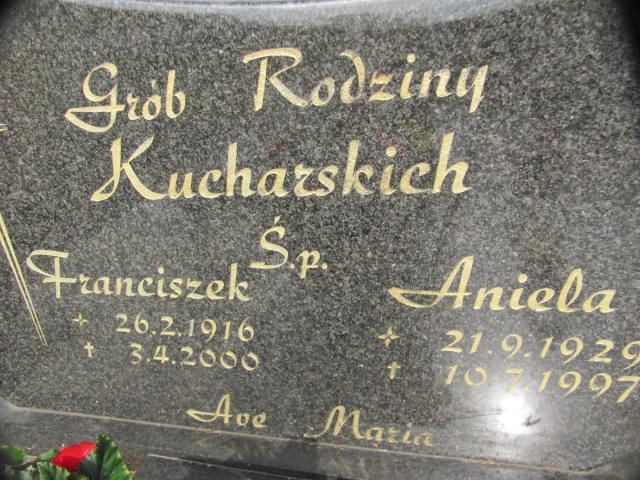 Grób Rodziny
Kucharskich
Ś.p.
Franciszek
26.2.1916
† 3.4.2000
Aniela
21.9.1929
† 10.7.1997
Ave Maria